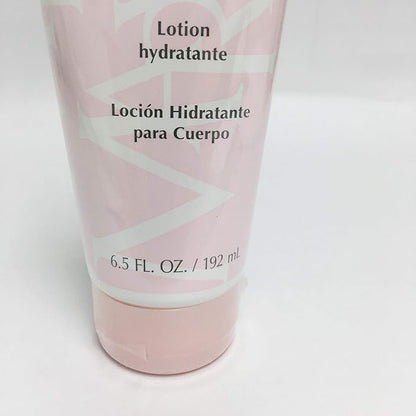 Lotion
hydratante
Loción Hidratante
para Cuerpo
6.5 FL. OZ. / 192 mL